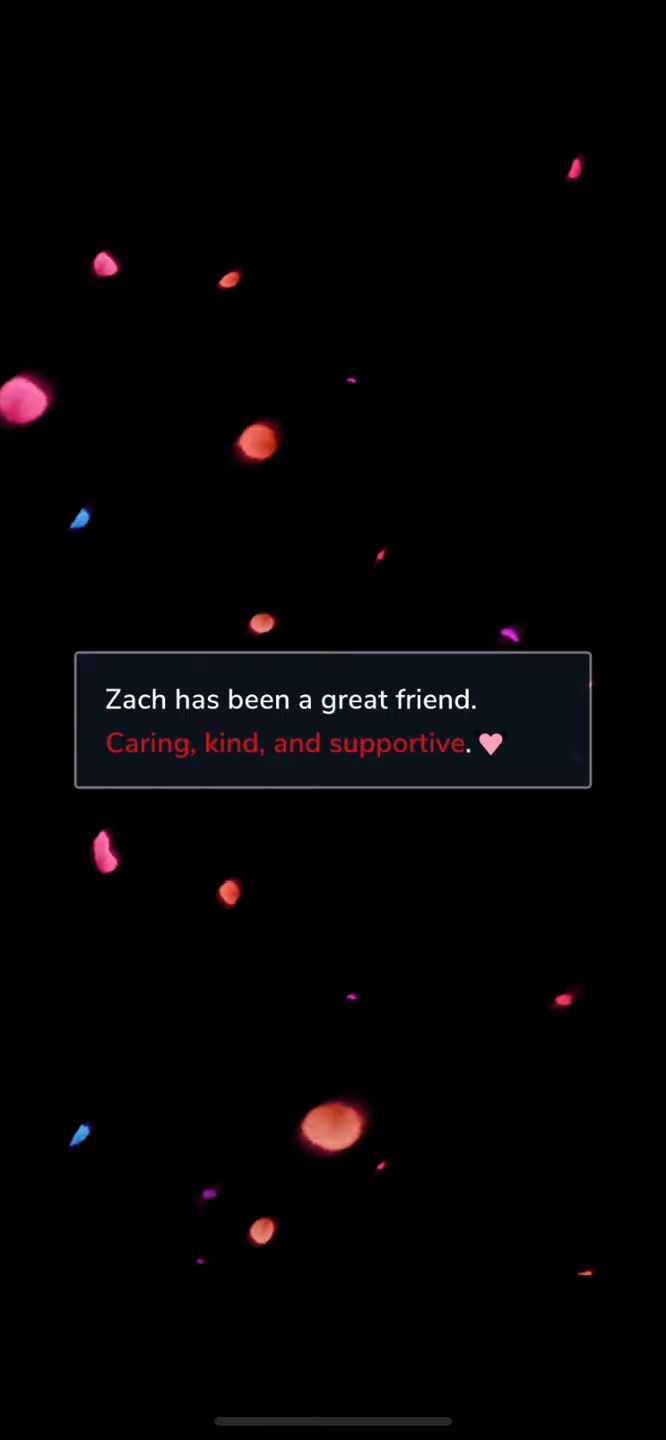 Zach has been a great friend.
Caring, kind, and supportive. 🩷